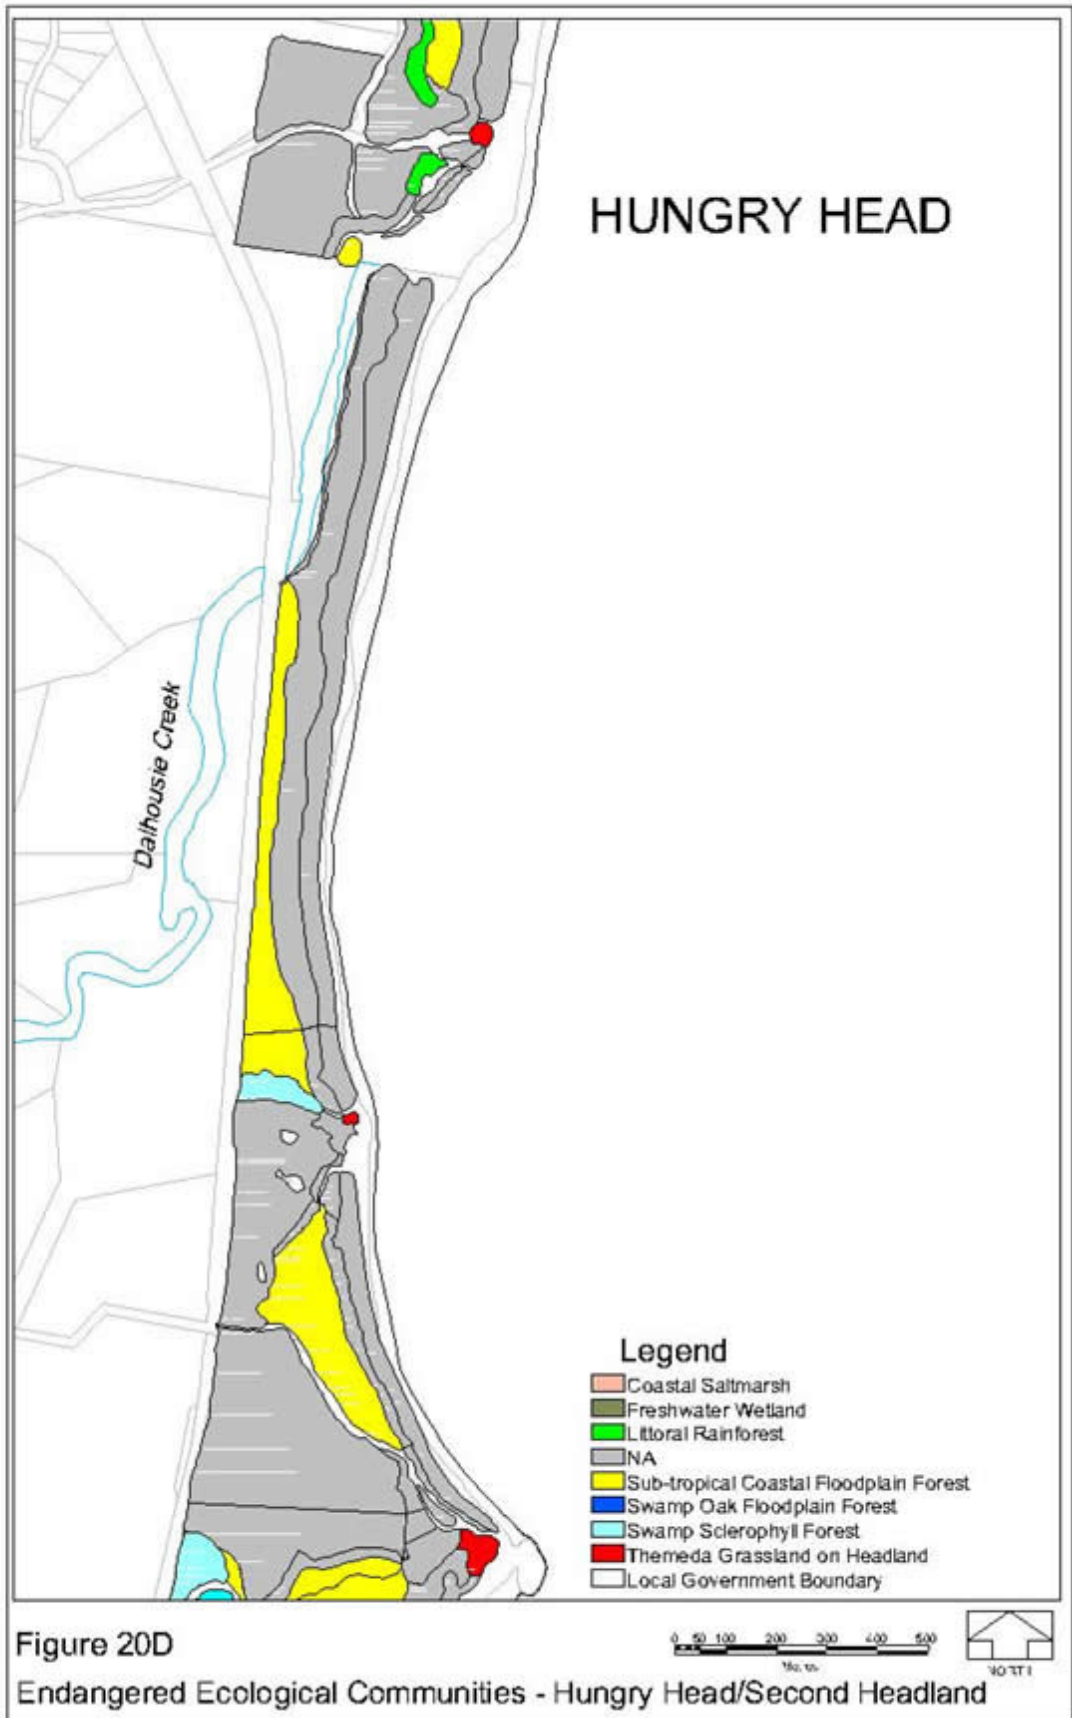 HUNGRY HEAD
Dalhousie Creek
Legend
Coastal Saltmarsh
Freshwater Wetland
Littoral Rainforest
NA
Sub-tropical Coastal Floodplain Forest
Swamp Oak Floodplain Forest
Swamp Sclerophyll Forest
Themeda Grassland on Headland
Local Government Boundary
Figure 20D
0 50 100 200 300 400 500
NORTH
Endangered Ecological Communities - Hungry Head/Second Headland